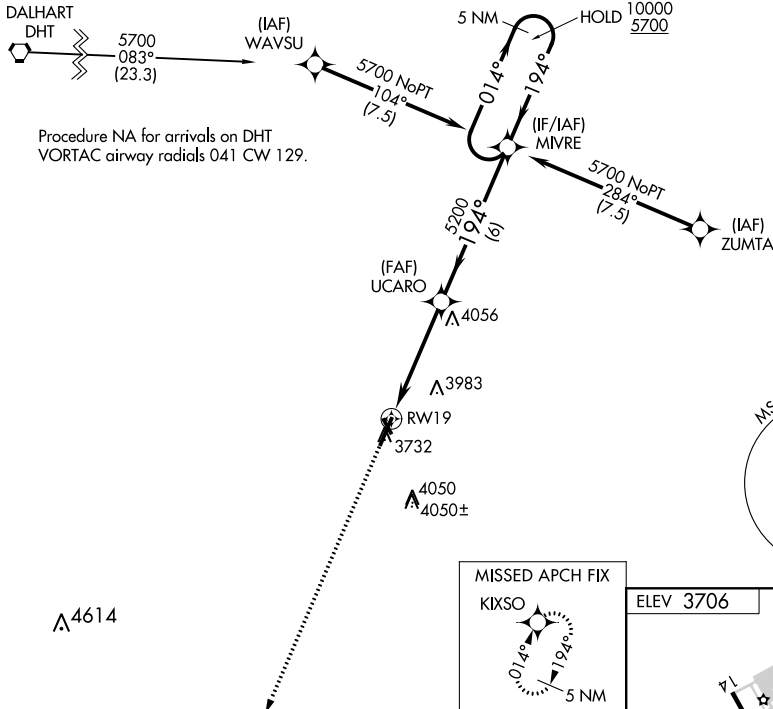 DALHART
DHT
5700
083°
(23.3)
(IAF)
WAVSU
5700 NoPT
104°
(7.5)
5 NM
HOLD
10000
5700
014°
194°
(IF/IAF)
MIVRE
Procedure NA for arrivals on DHT
VORTAC airway radials 041 CW 129.
5700 NoPT
284°
(7.5)
(IAF)
ZUMTA
5200
194°
(6)
(FAF)
UCARO
4056
3983
RW19
3732
4050
4050±
4614
MS
MISSED APCH FIX
KIXSO
014°
194°
5 NM
ELEV 3706
14